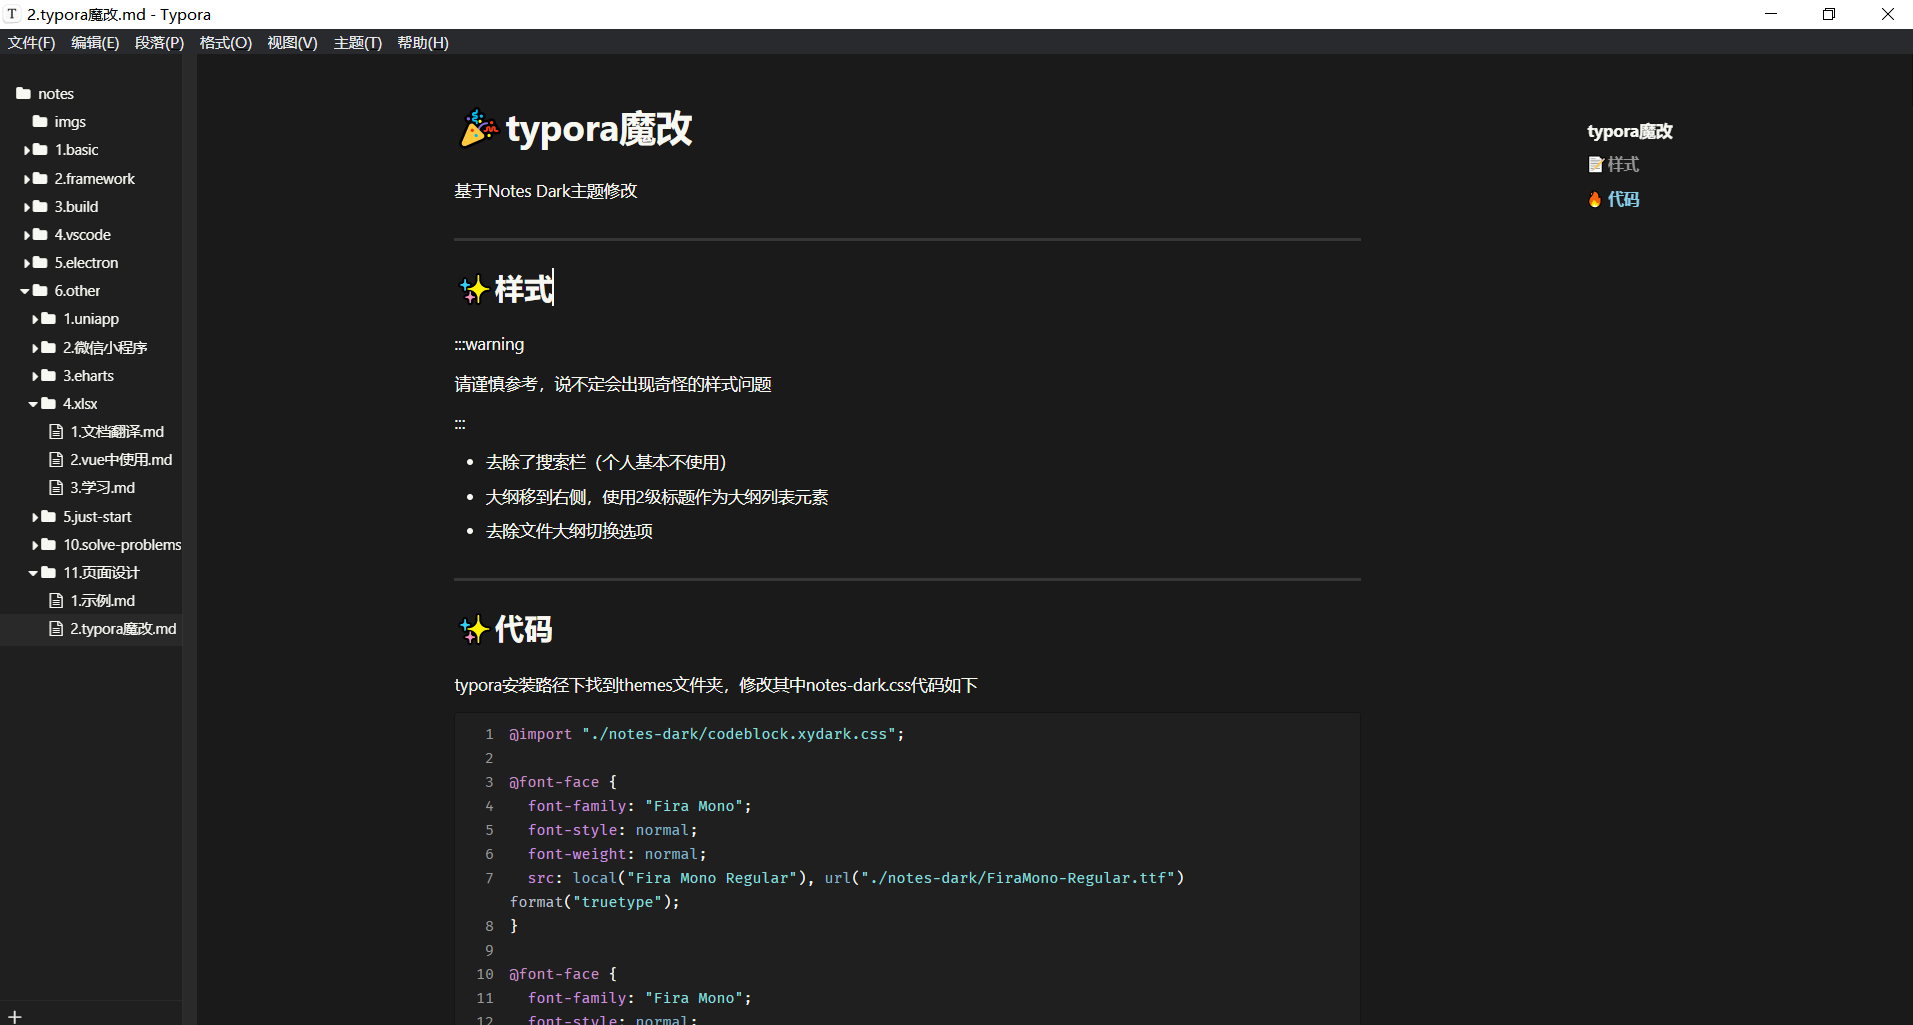 T 2.typora魔改.md - Typora
文件(F) 编辑(E) 段落(P) 格式(O) 视图(V) 主题(T) 帮助(H)
notes
imgs
1.basic
2.framework
3.build
4.vscode
5.electron
6.other
1.uniapp
2.微信小程序
3.eharts
4.xlsx
1.文档翻译.md
2.vue中使用.md
3.学习.md
5.just-start
10.solve-problems
11.页面设计
1.示例.md
2.typora魔改.md
🎉typora魔改
基于Notes Dark主题修改
✨样式
:::warning
请谨慎参考，说不定会出现奇怪的样式问题
:::
• 去除了搜索栏（个人基本不使用）
• 大纲移到右侧，使用2级标题作为大纲列表元素
• 去除文件大纲切换选项
✨代码
typora安装路径下找到themes文件夹，修改其中notes-dark.css代码如下
1 @import "./notes-dark/codeblock.xydark.css";
2
3 @font-face {
4 font-family: "Fira Mono";
5 font-style: normal;
6 font-weight: normal;
7 src: local("Fira Mono Regular"), url("./notes-dark/FiraMono-Regular.ttf")
format("truetype");
8 }
9
10 @font-face {
11 font-family: "Fira Mono";
12 font-style: normal;
typora魔改
📝样式
🔥代码